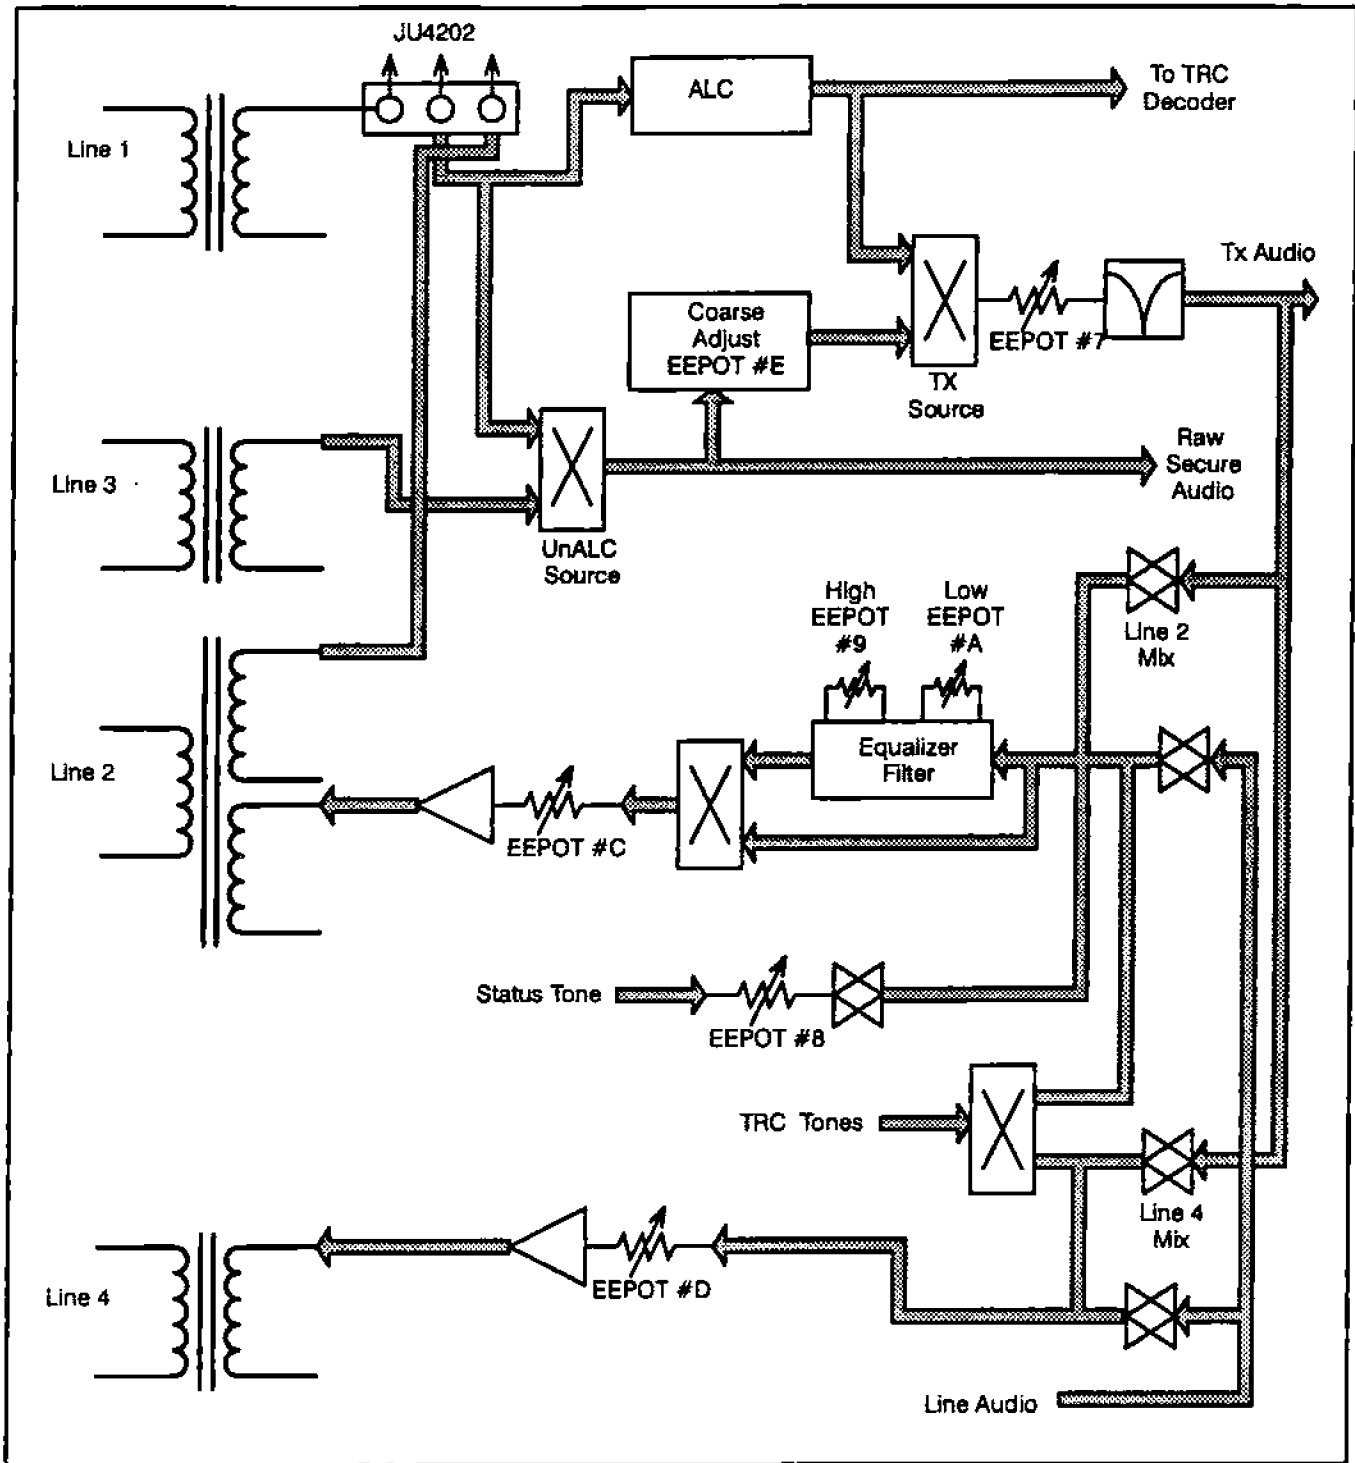 JU4202
ALC
To TRC
Decoder
Line 1
Tx Audio
Coarse
Adjust
EEPOT #E
EEPOT #7
TX
Source
Raw
Secure
Audio
Line 3
UnALC
Source
High
EEPOT
#9
Low
EEPOT
#A
Line 2
Mix
Line 2
Equalizer
Filter
EEPOT #C
Status Tone
EEPOT #8
TRC Tones
Line 4
Mix
EEPOT #D
Line 4
Line Audio